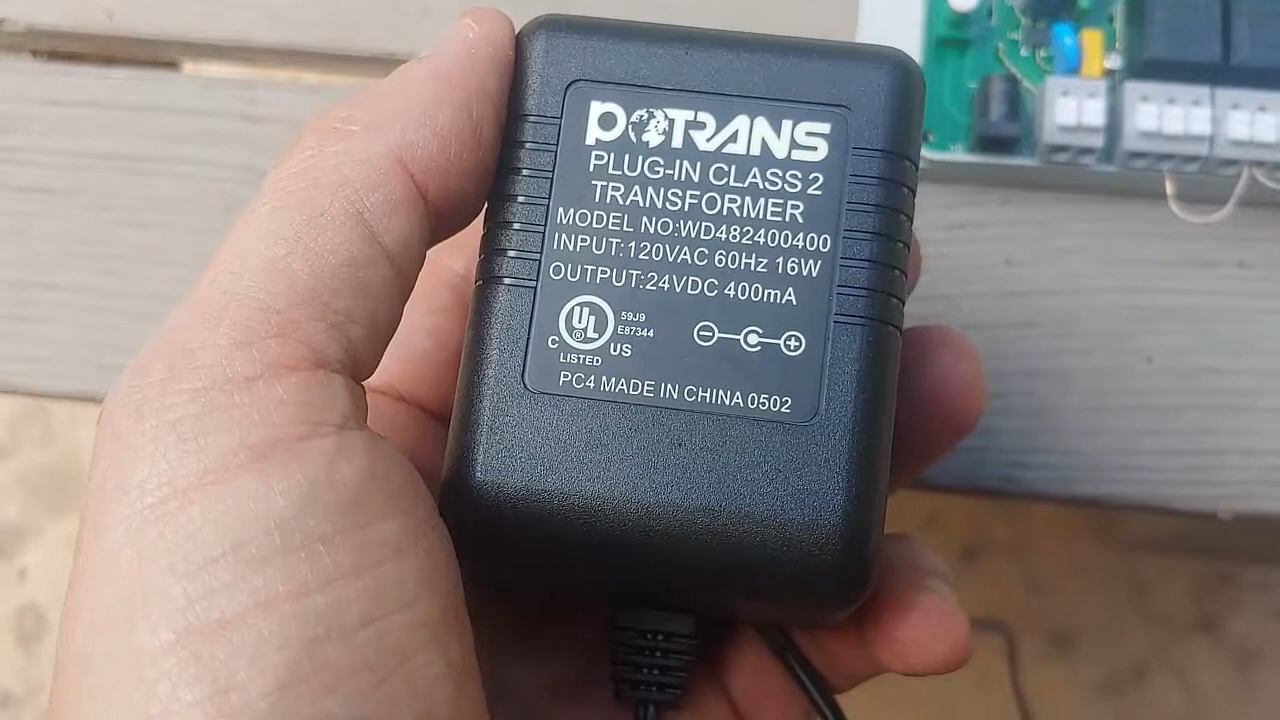 POTRANS
PLUG-IN CLASS 2
TRANSFORMER
MODEL NO:WD482400400
INPUT:120VAC 60Hz 16W
OUTPUT:24VDC 400mA
UL
®
C
US
LISTED
59J9
E87344
PC4 MADE IN CHINA 0502